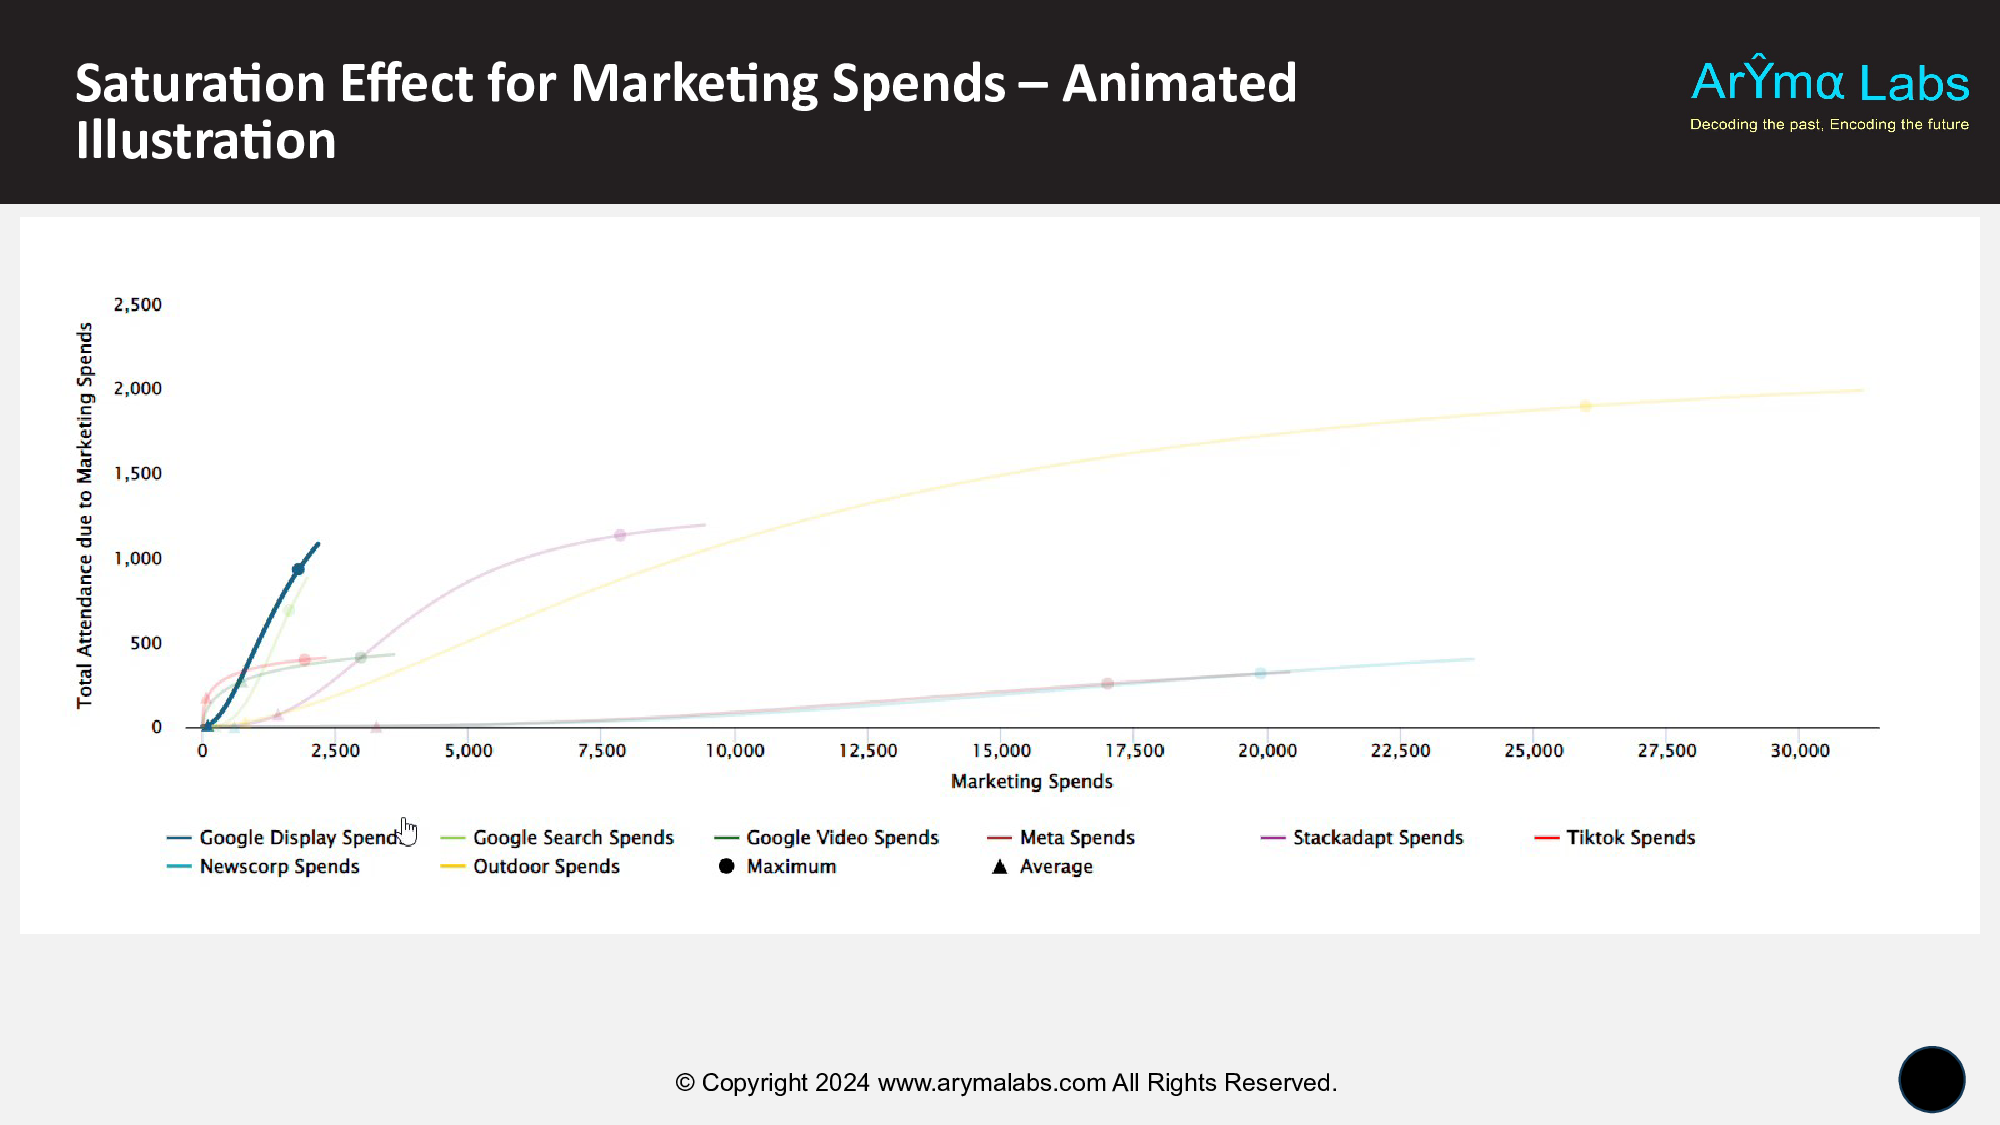 Saturation Effect for Marketing Spends – Animated
Illustration
ArŶmα Labs
Decoding the past, Encoding the future
Total Attendance due to Marketing Spends
2,500
2,000
1,500
1,000
500
0
0 2,500 5,000 7,500 10,000 12,500 15,000 17,500 20,000 22,500 25,000 27,500 30,000
Marketing Spends
Google Display Spends Google Search Spends Google Video Spends Meta Spends Stackadapt Spends Tiktok Spends
Newscorp Spends Outdoor Spends Maximum Average
© Copyright 2024 www.arymalabs.com All Rights Reserved.